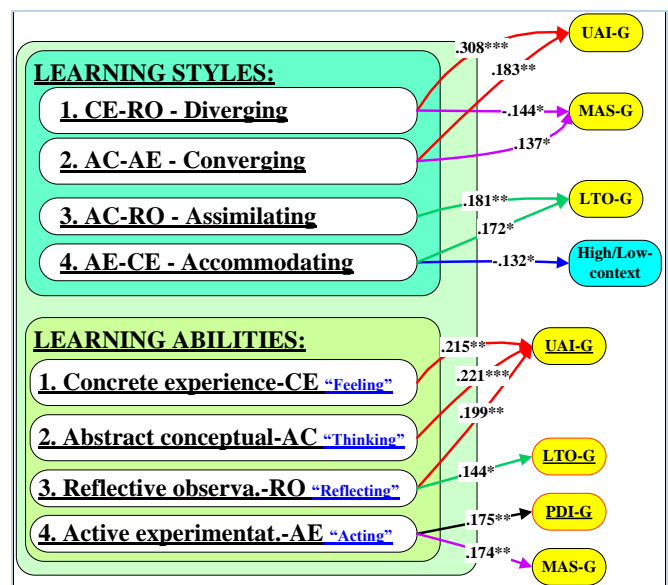 LEARNING STYLES:
1. CE-RO - Diverging
2. AC-AE - Converging
3. AC-RO - Assimilating
4. AE-CE - Accommodating
.308***
.183**
-.144*
.137*
.181**
.172*
-.132*
UAI-G
MAS-G
LTO-G
High/Low-
context
LEARNING ABILITIES:
1. Concrete experience-CE “Feeling”
2. Abstract conceptual-AC “Thinking”
3. Reflective observa.-RO “Reflecting”
4. Active experimentat.-AE “Acting”
.215**
.221***
.199**
.144*
.175**
.174**
UAI-G
LTO-G
PDI-G
MAS-G